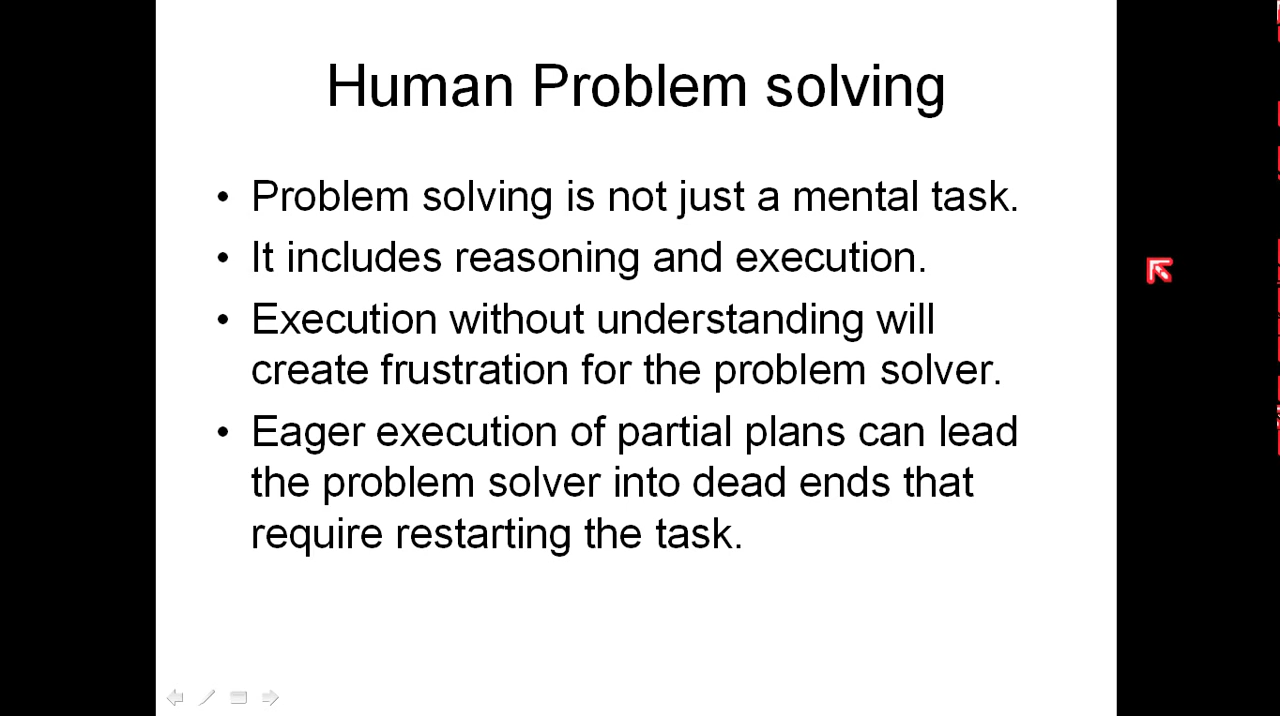 Human Problem solving
• Problem solving is not just a mental task.
• It includes reasoning and execution.
• Execution without understanding will
create frustration for the problem solver.
• Eager execution of partial plans can lead
the problem solver into dead ends that
require restarting the task.